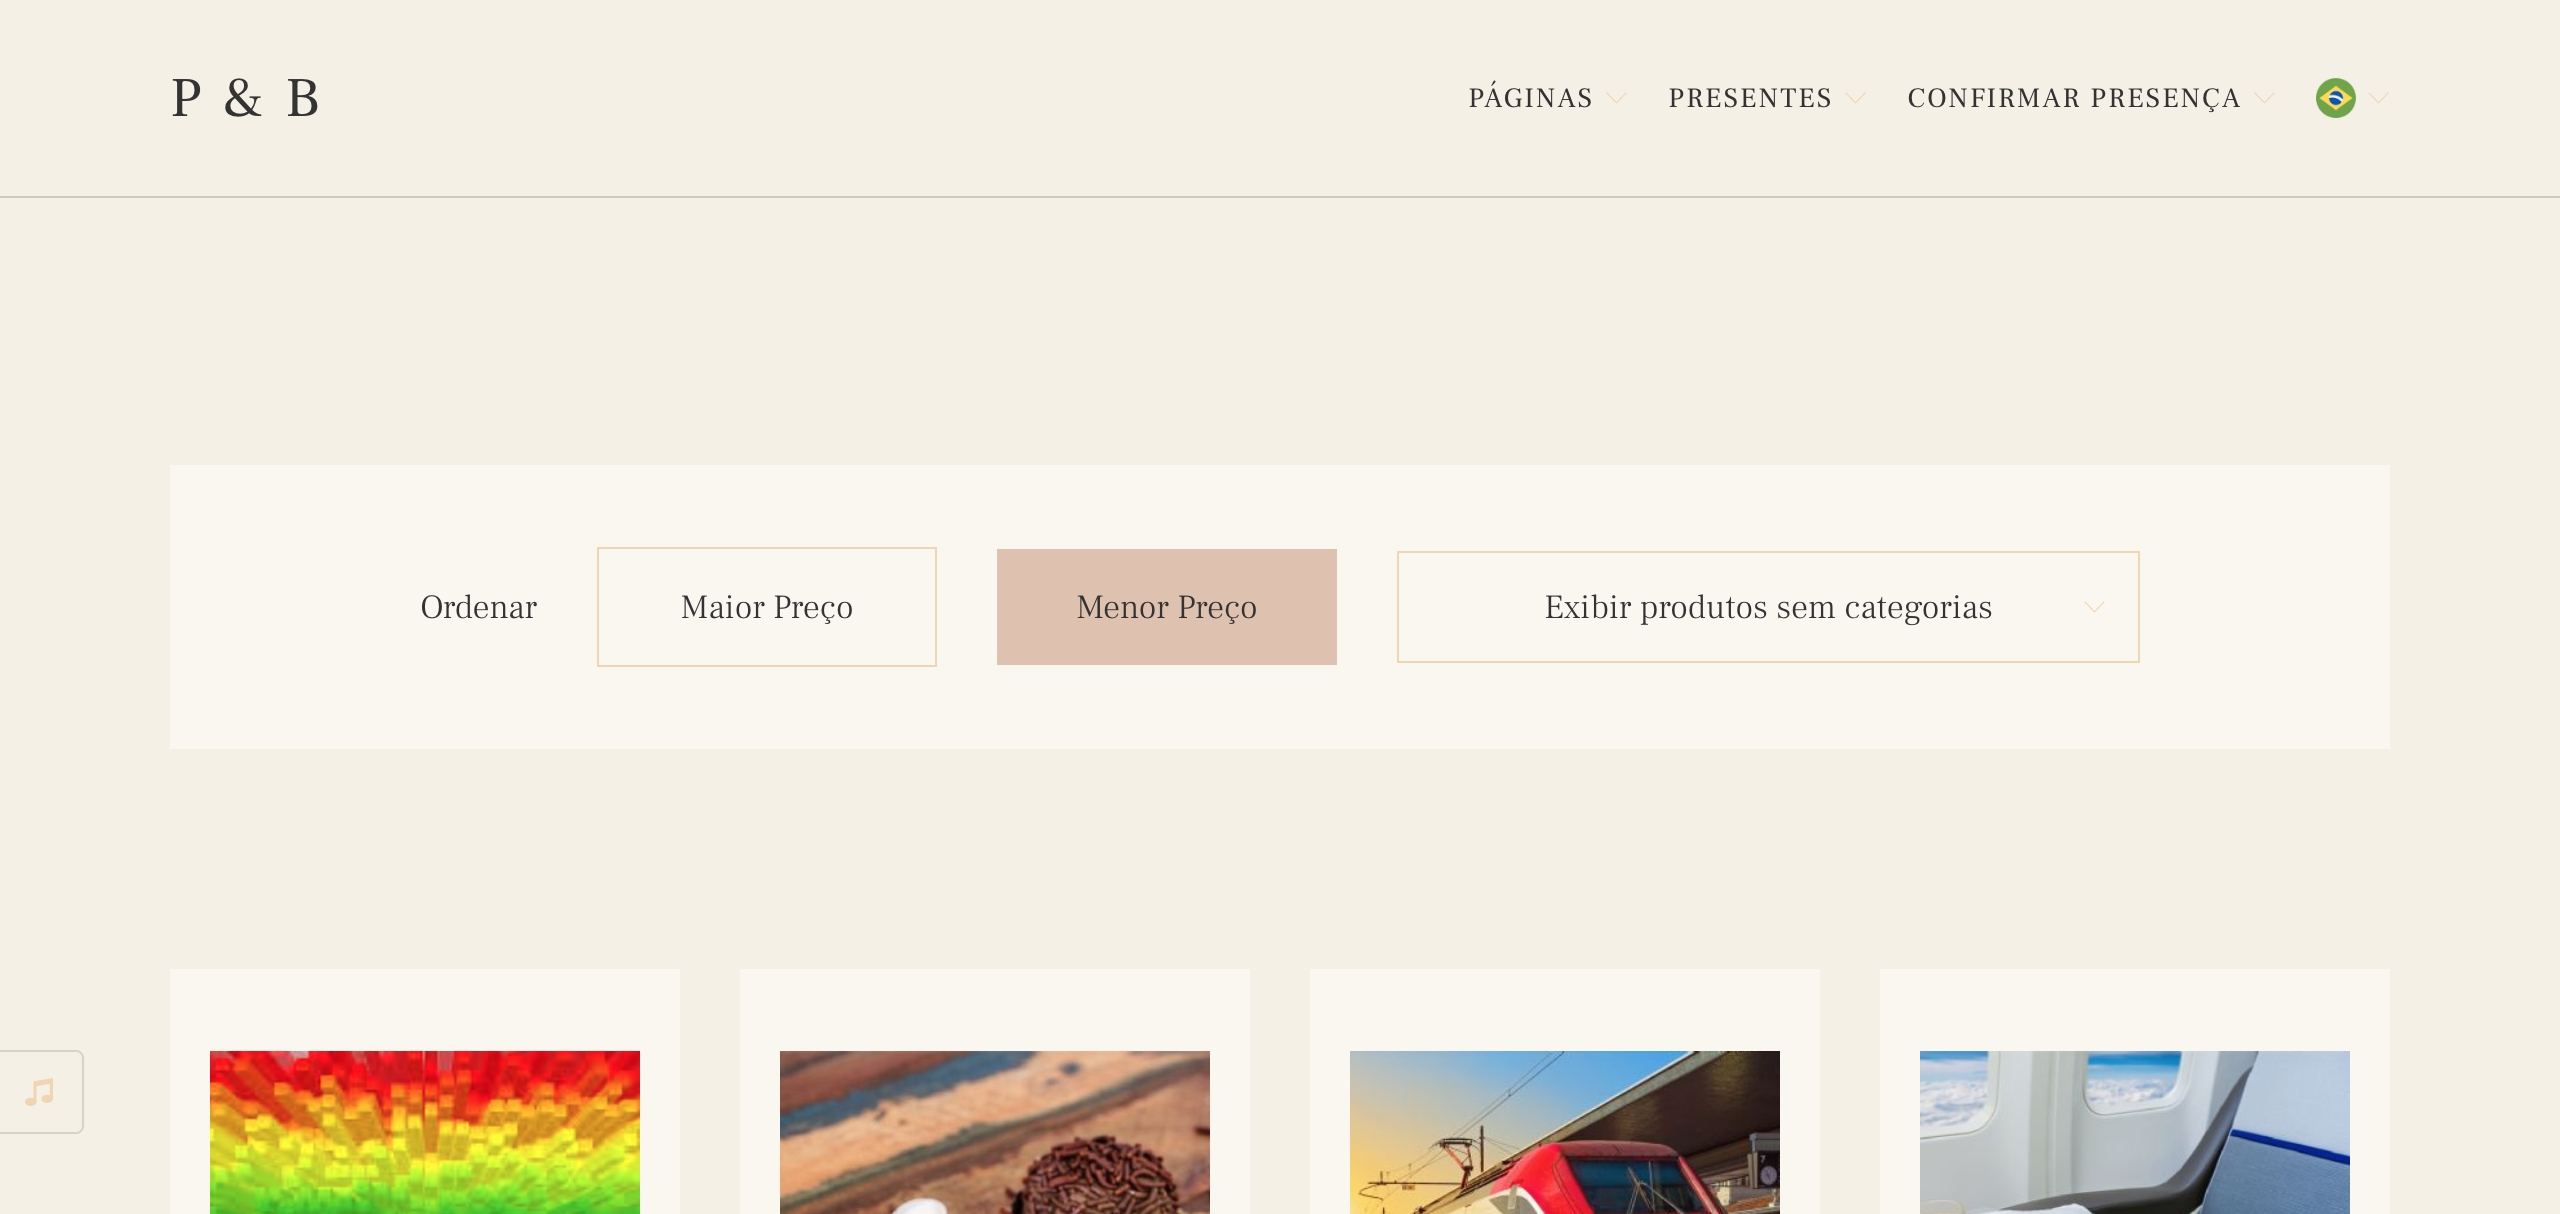 P & B
PÁGINAS
PRESENTES
CONFIRMAR PRESENÇA
Ordenar
Maior Preço
Menor Preço
Exibir produtos sem categorias